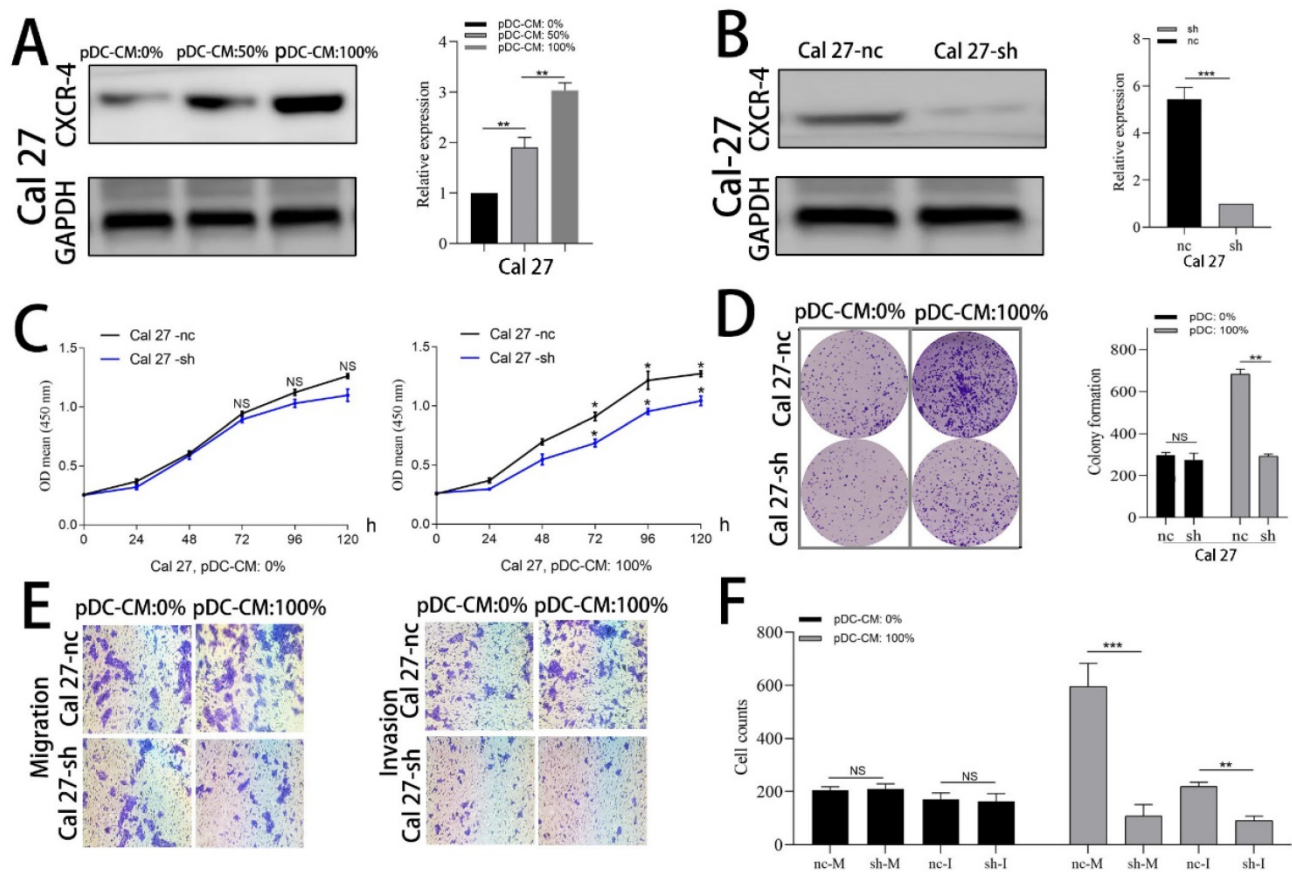 A
pDC-CM:0% pDC-CM:50% pDC-CM:100%
Cal 27
CXCR-4
GAPDH
pDC-CM: 0%
pDC-CM: 50%
pDC-CM: 100%
Relative expression
4
3
2
1
0
**
**
Cal 27
B
Cal 27-nc Cal 27-sh
Cal-27
CXCR-4
GAPDH
sh
nc
Relative expression
8
6
4
2
0
***
nc sh
Cal 27
C
Cal 27 -nc
Cal 27 -sh
OD mean (450 nm)
1.5
1.0
0.5
0.0
NS NS NS
0 24 48 72 96 120 h
Cal 27, pDC-CM: 0%
Cal 27 -nc
Cal 27 -sh
OD mean (450 nm)
1.5
1.0
0.5
0.0
* * *
* * *
0 24 48 72 96 120 h
Cal 27, pDC-CM: 100%
D
pDC-CM:0% pDC-CM:100%
Cal 27-nc
Cal 27-sh
pDC: 0%
pDC: 100%
Colony formation
800
600
400
200
0
NS
**
nc sh nc sh
Cal 27
E
pDC-CM:0% pDC-CM:100%
Migration
Cal 27-nc
Cal 27-sh
pDC-CM:0% pDC-CM:100%
Invasion
Cal 27-nc
Cal 27-sh
F
pDC-CM: 0%
pDC-CM: 100%
Cell counts
800
600
400
200
0
NS NS *** **
nc-M sh-M nc-I sh-I nc-M sh-M nc-I sh-I